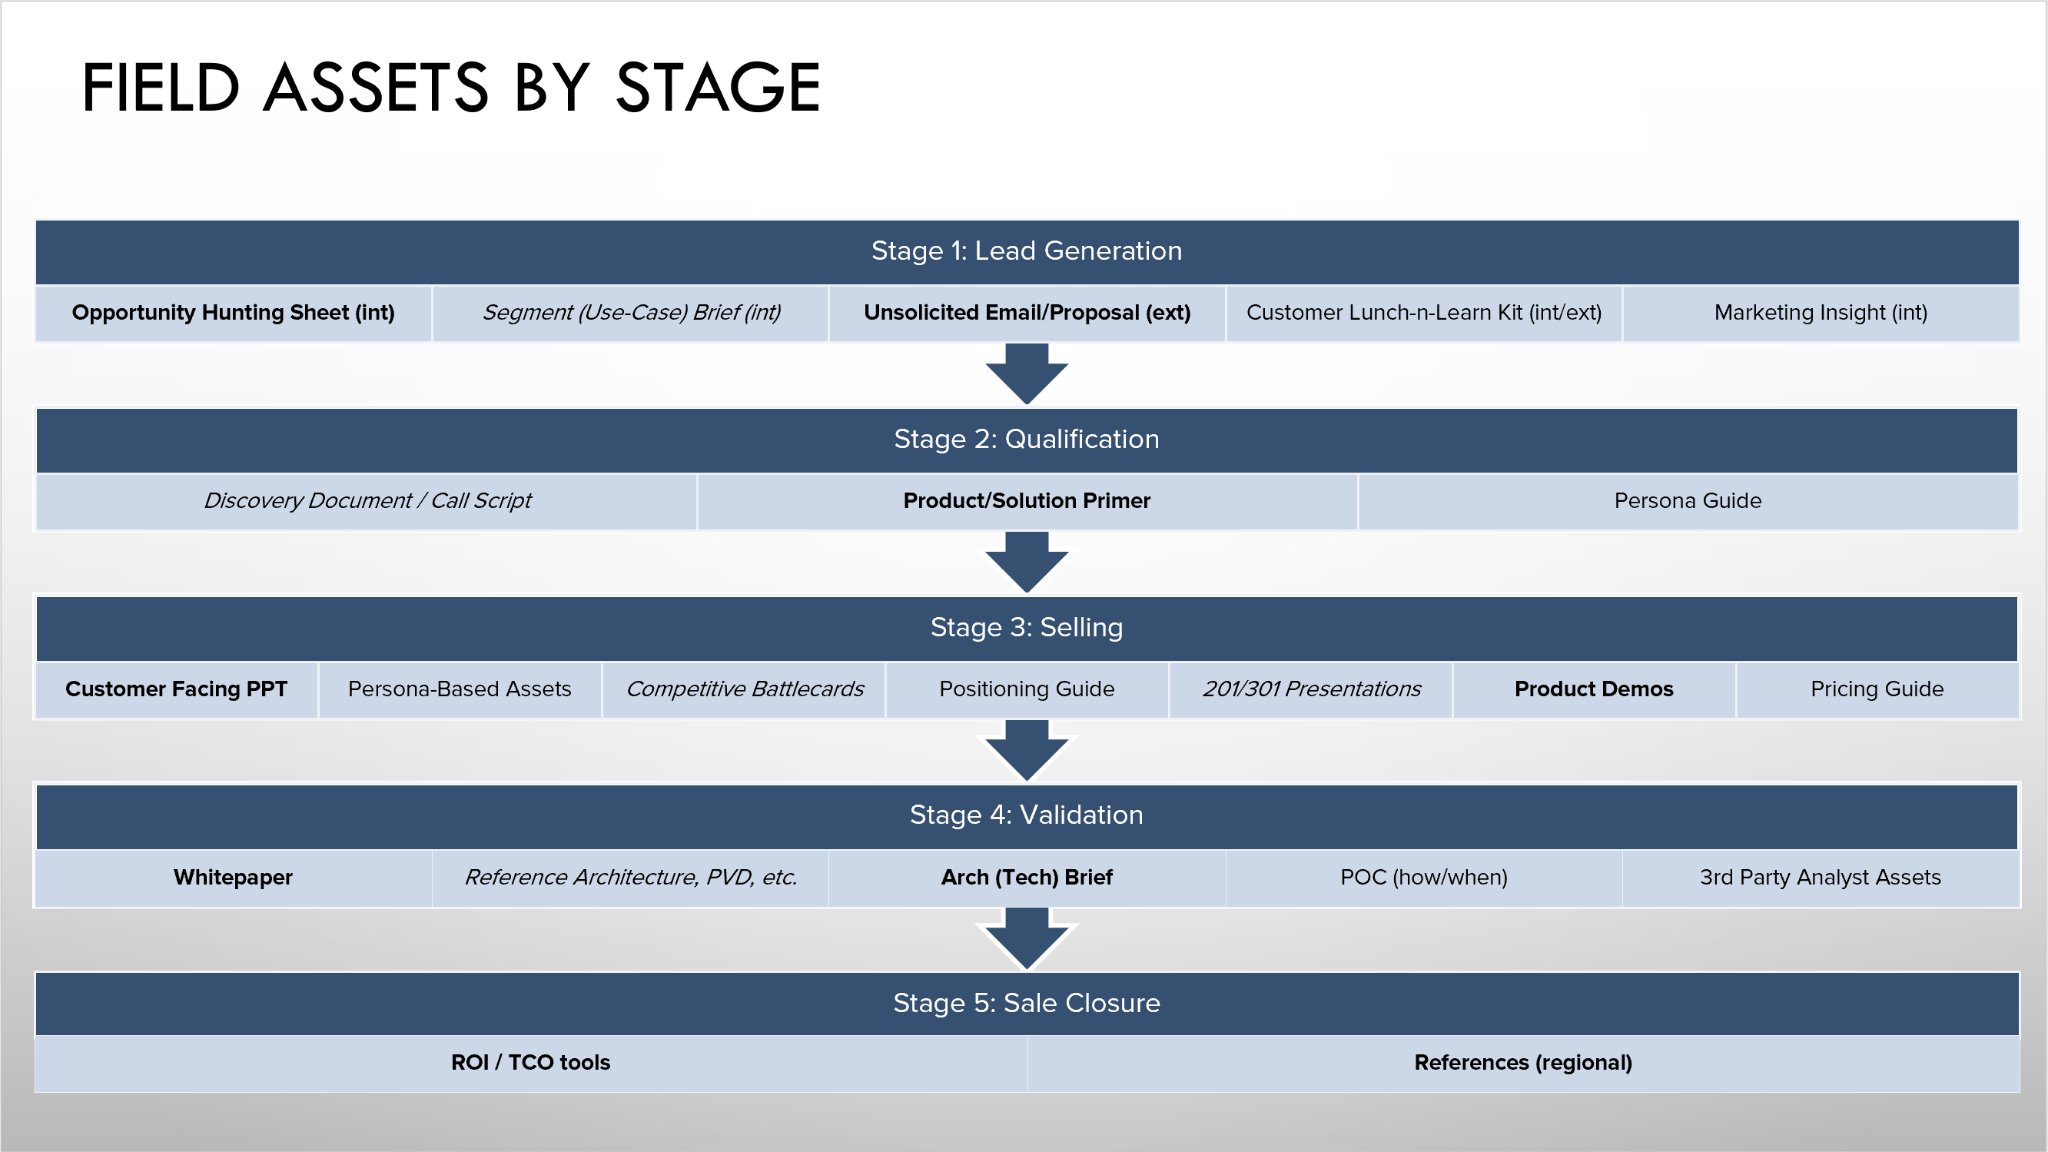 FIELD ASSETS BY STAGE
Stage 1: Lead Generation
Opportunity Hunting Sheet (int)
Segment (Use-Case) Brief (int)
Unsolicited Email/Proposal (ext)
Customer Lunch-n-Learn Kit (int/ext)
Marketing Insight (int)
Stage 2: Qualification
Discovery Document / Call Script
Product/Solution Primer
Persona Guide
Stage 3: Selling
Customer Facing PPT
Persona-Based Assets
Competitive Battlecards
Positioning Guide
201/301 Presentations
Product Demos
Pricing Guide
Stage 4: Validation
Whitepaper
Reference Architecture, PVD, etc.
Arch (Tech) Brief
POC (how/when)
3rd Party Analyst Assets
Stage 5: Sale Closure
ROI / TCO tools
References (regional)